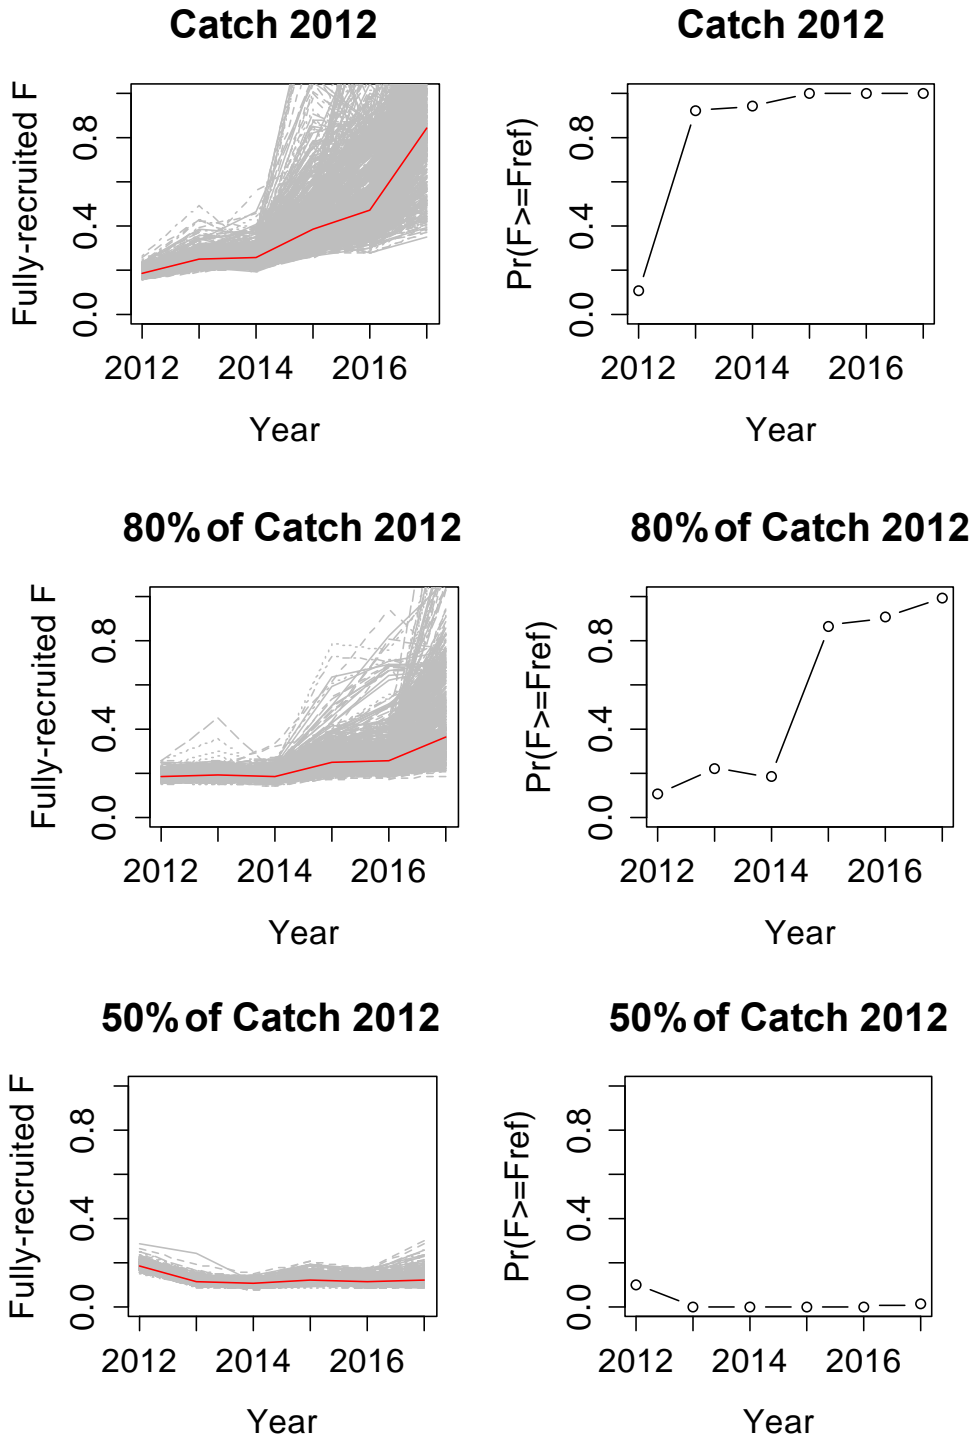 Catch 2012
Catch 2012
Fully-recruited F
0.0 0.4 0.8
2012 2014 2016
Year
Pr(F>=Fref)
0.0 0.4 0.8
2012 2014 2016
Year
80% of Catch 2012
80% of Catch 2012
Fully-recruited F
0.0 0.4 0.8
2012 2014 2016
Year
Pr(F>=Fref)
0.0 0.4 0.8
2012 2014 2016
Year
50% of Catch 2012
50% of Catch 2012
Fully-recruited F
0.0 0.4 0.8
2012 2014 2016
Year
Pr(F>=Fref)
0.0 0.4 0.8
2012 2014 2016
Year